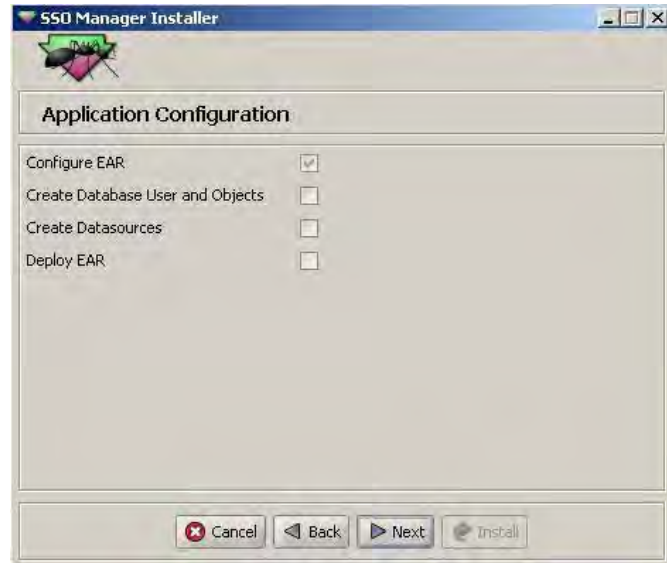 SSO Manager Installer
Application Configuration
Configure EAR
Create Database User and Objects
Create Datasources
Deploy EAR
Cancel
Back
Next
Install